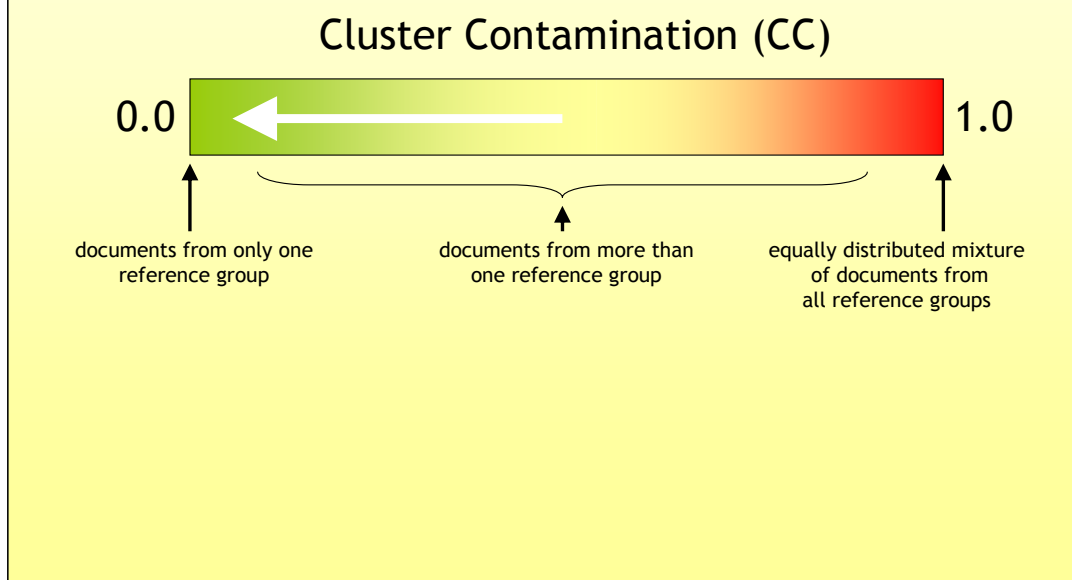 Cluster Contamination (CC)
0.0
1.0
documents from only one
reference group
documents from more than
one reference group
equally distributed mixture
of documents from
all reference groups